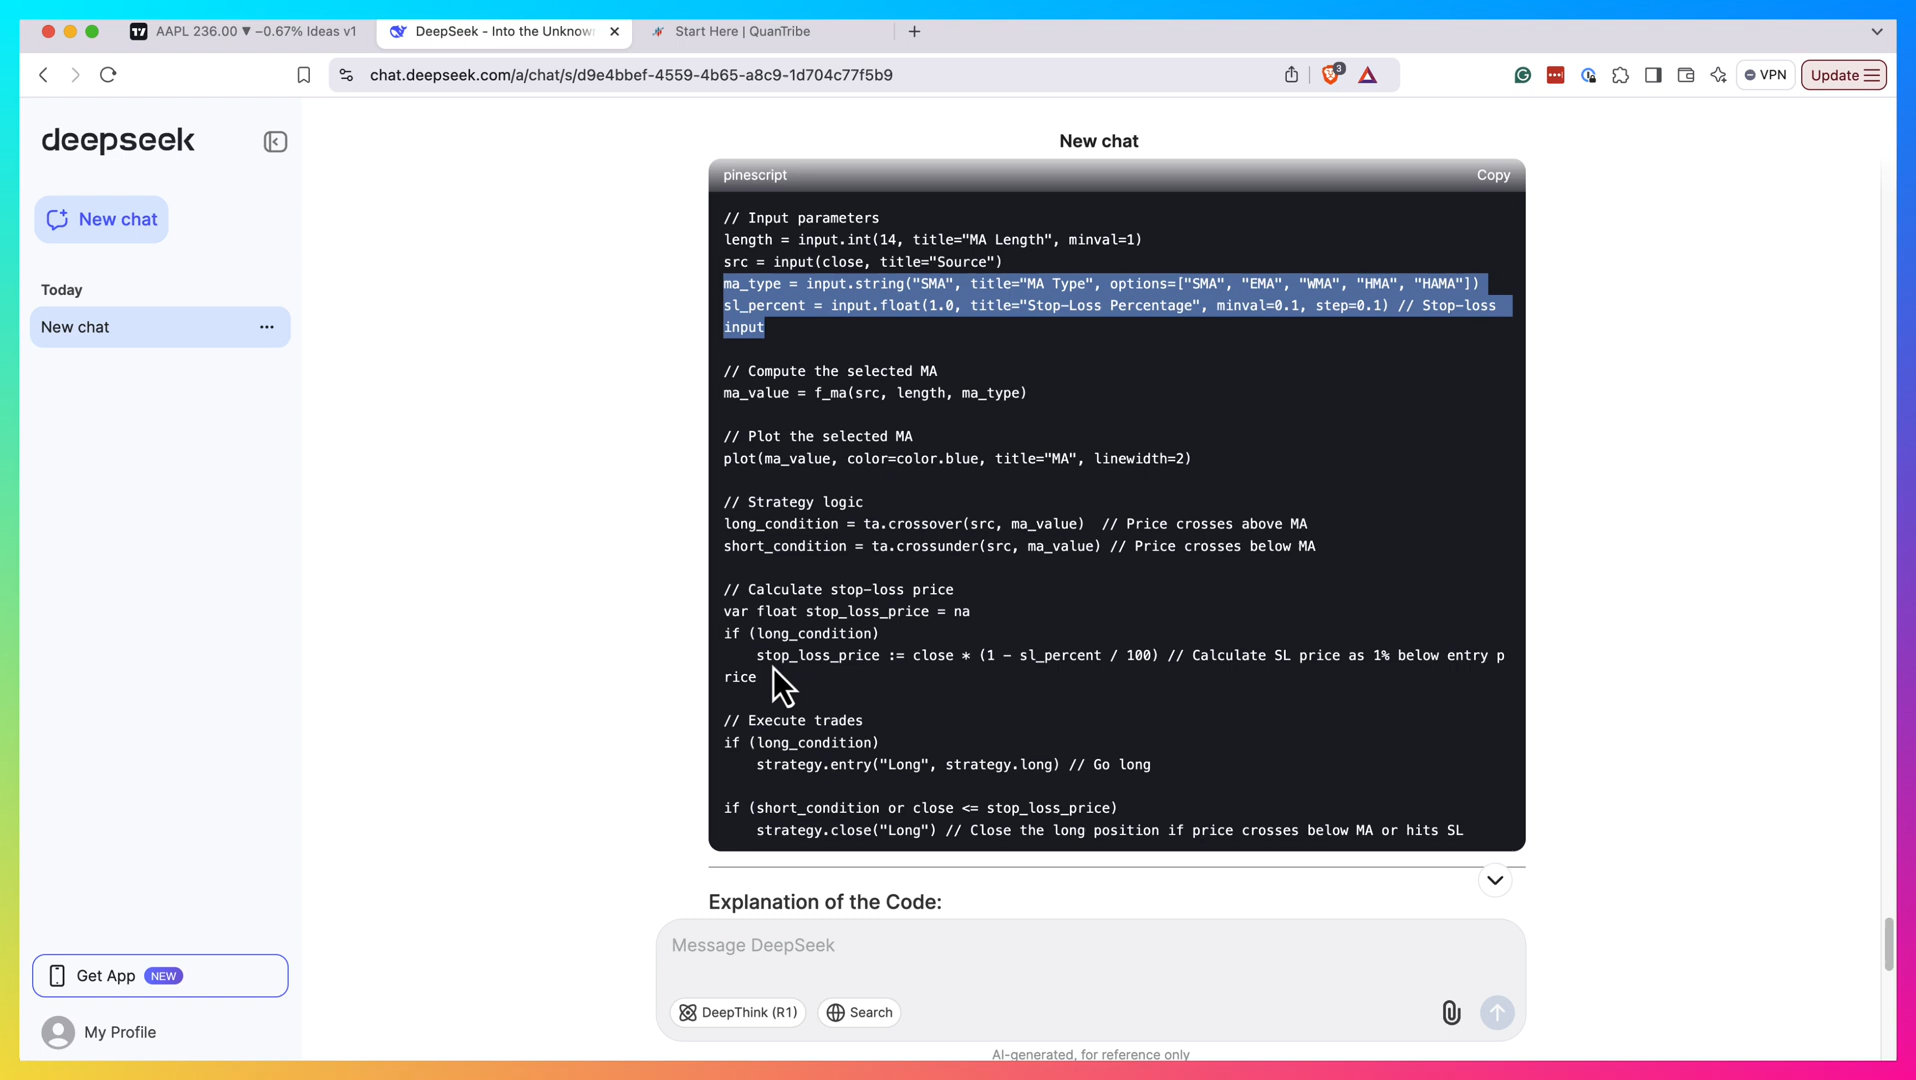 AAPL 236.00 ▼ −0.67% Ideas v1
DeepSeek - Into the Unknown
Start Here | QuanTribe
chat.deepseek.com/a/chat/s/d9e4bbef-4559-4b65-a8c9-1d704c77f5b9
3
VPN
Update
deepseek
New chat
Today
New chat
Get App NEW
My Profile
New chat
pinescript
Copy
// Input parameters
length = input.int(14, title="MA Length", minval=1)
src = input(close, title="Source")
ma_type = input.string("SMA", title="MA Type", options=["SMA", "EMA", "WMA", "HMA", "HAMA"])
sl_percent = input.float(1.0, title="Stop-Loss Percentage", minval=0.1, step=0.1) // Stop-loss
input
// Compute the selected MA
ma_value = f_ma(src, length, ma_type)
// Plot the selected MA
plot(ma_value, color=color.blue, title="MA", linewidth=2)
// Strategy logic
long_condition = ta.crossover(src, ma_value)  // Price crosses above MA
short_condition = ta.crossunder(src, ma_value) // Price crosses below MA
// Calculate stop-loss price
var float stop_loss_price = na
if (long_condition)
    stop_loss_price := close * (1 - sl_percent / 100) // Calculate SL price as 1% below entry p
rice
// Execute trades
if (long_condition)
    strategy.entry("Long", strategy.long) // Go long
if (short_condition or close <= stop_loss_price)
    strategy.close("Long") // Close the long position if price crosses below MA or hits SL
Explanation of the Code:
Message DeepSeek
DeepThink (R1)
Search
AI-generated, for reference only